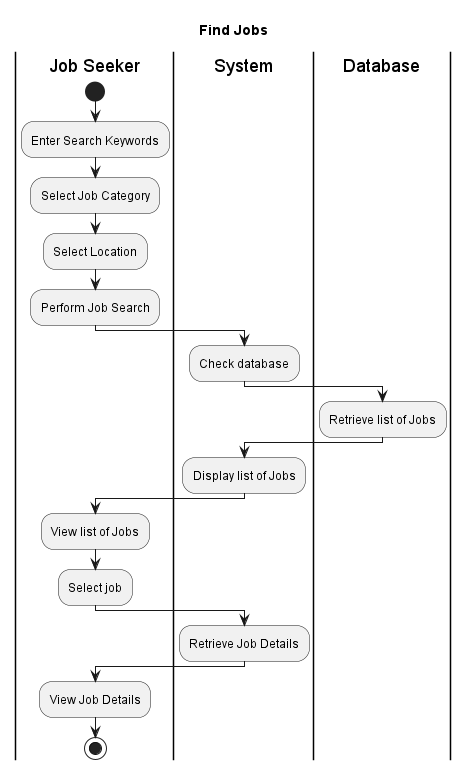 Find Jobs
Job Seeker
System
Database
Enter Search Keywords
Select Job Category
Select Location
Perform Job Search
Check database
Retrieve list of Jobs
Display list of Jobs
View list of Jobs
Select job
Retrieve Job Details
View Job Details